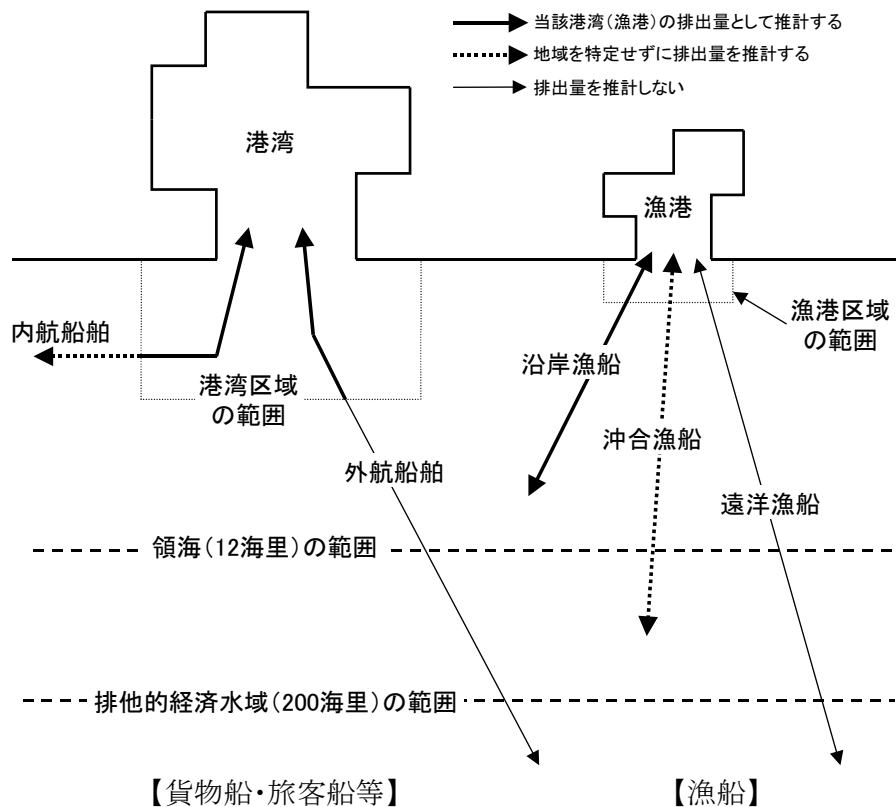 当該港湾(漁港)の排出量として推計する
地域を特定せずに排出量を推計する
排出量を推計しない
港湾
漁港
内航船舶
港湾区域
の範囲
漁港区域
の範囲
沿岸漁船
沖合漁船
外航船舶
遠洋漁船
領海(12海里)の範囲
排他的経済水域(200海里)の範囲
【貨物船・旅客船等】
【漁船】